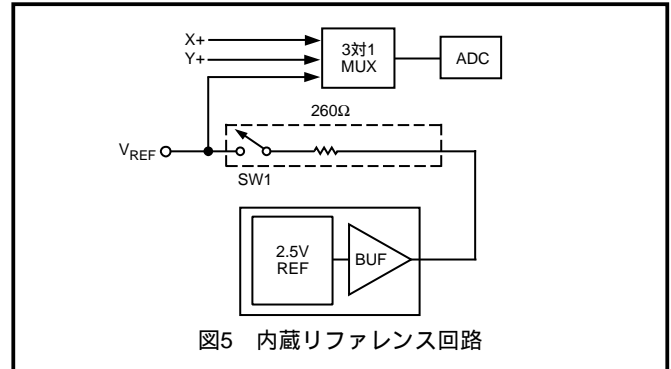 X+
Y+
3対1
MUX
ADC
260Ω
VREF
SW1
2.5V
REF
BUF
図5 内蔵リファレンス回路